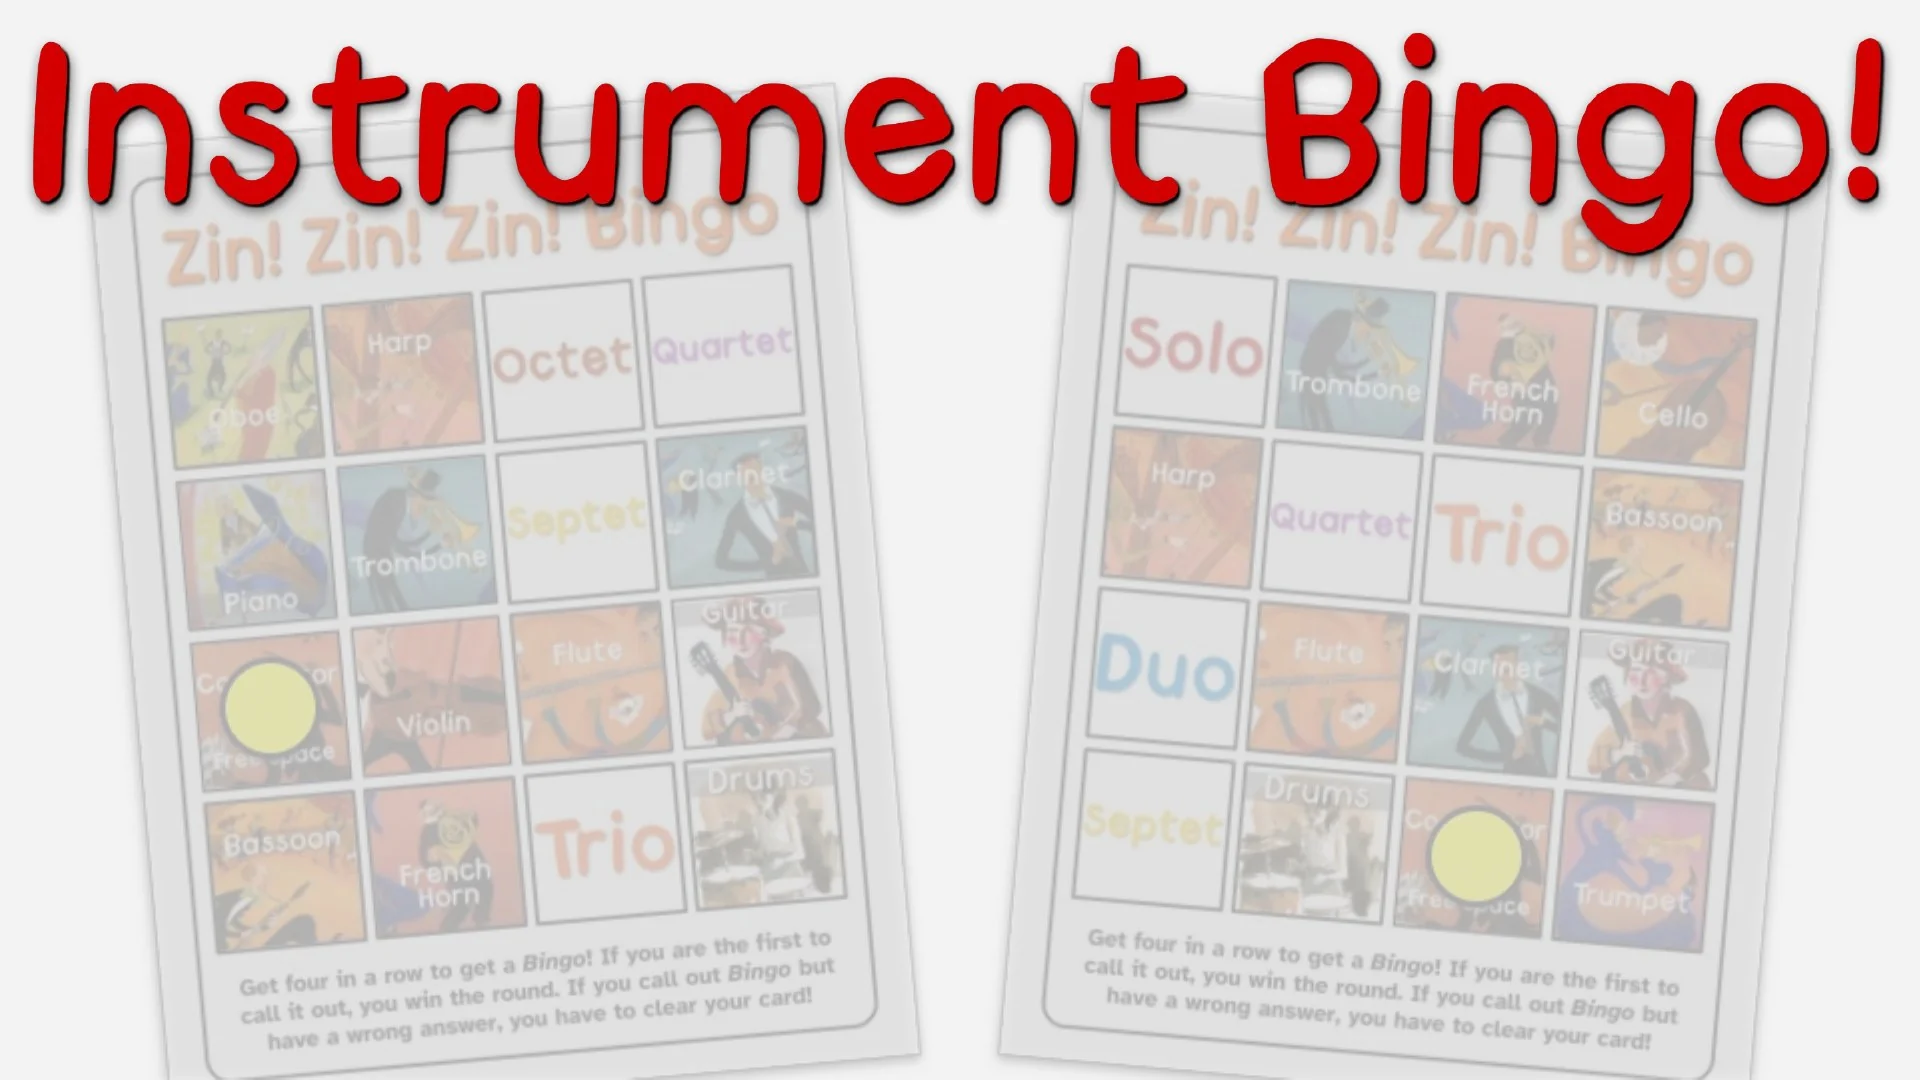 Instrument Bingo!
Zin! Zin! Zin! Bingo
Oboe
Harp
Octet
Quartet
Piano
Trombone
Septet
Clarinet
Violin
Flute
Guitar
Bassoon
French
Horn
Trio
Drums
Get four in a row to get a Bingo! If you are the first to
call it out, you win the round. If you call out Bingo but
have a wrong answer, you have to clear your card!
Zin! Zin! Zin! Bingo
Solo
Trombone
French
Horn
Cello
Harp
Quartet
Trio
Bassoon
Duo
Flute
Clarinet
Guitar
Septet
Drums
Trumpet
Get four in a row to get a Bingo! If you are the first to
call it out, you win the round. If you call out Bingo but
have a wrong answer, you have to clear your card!